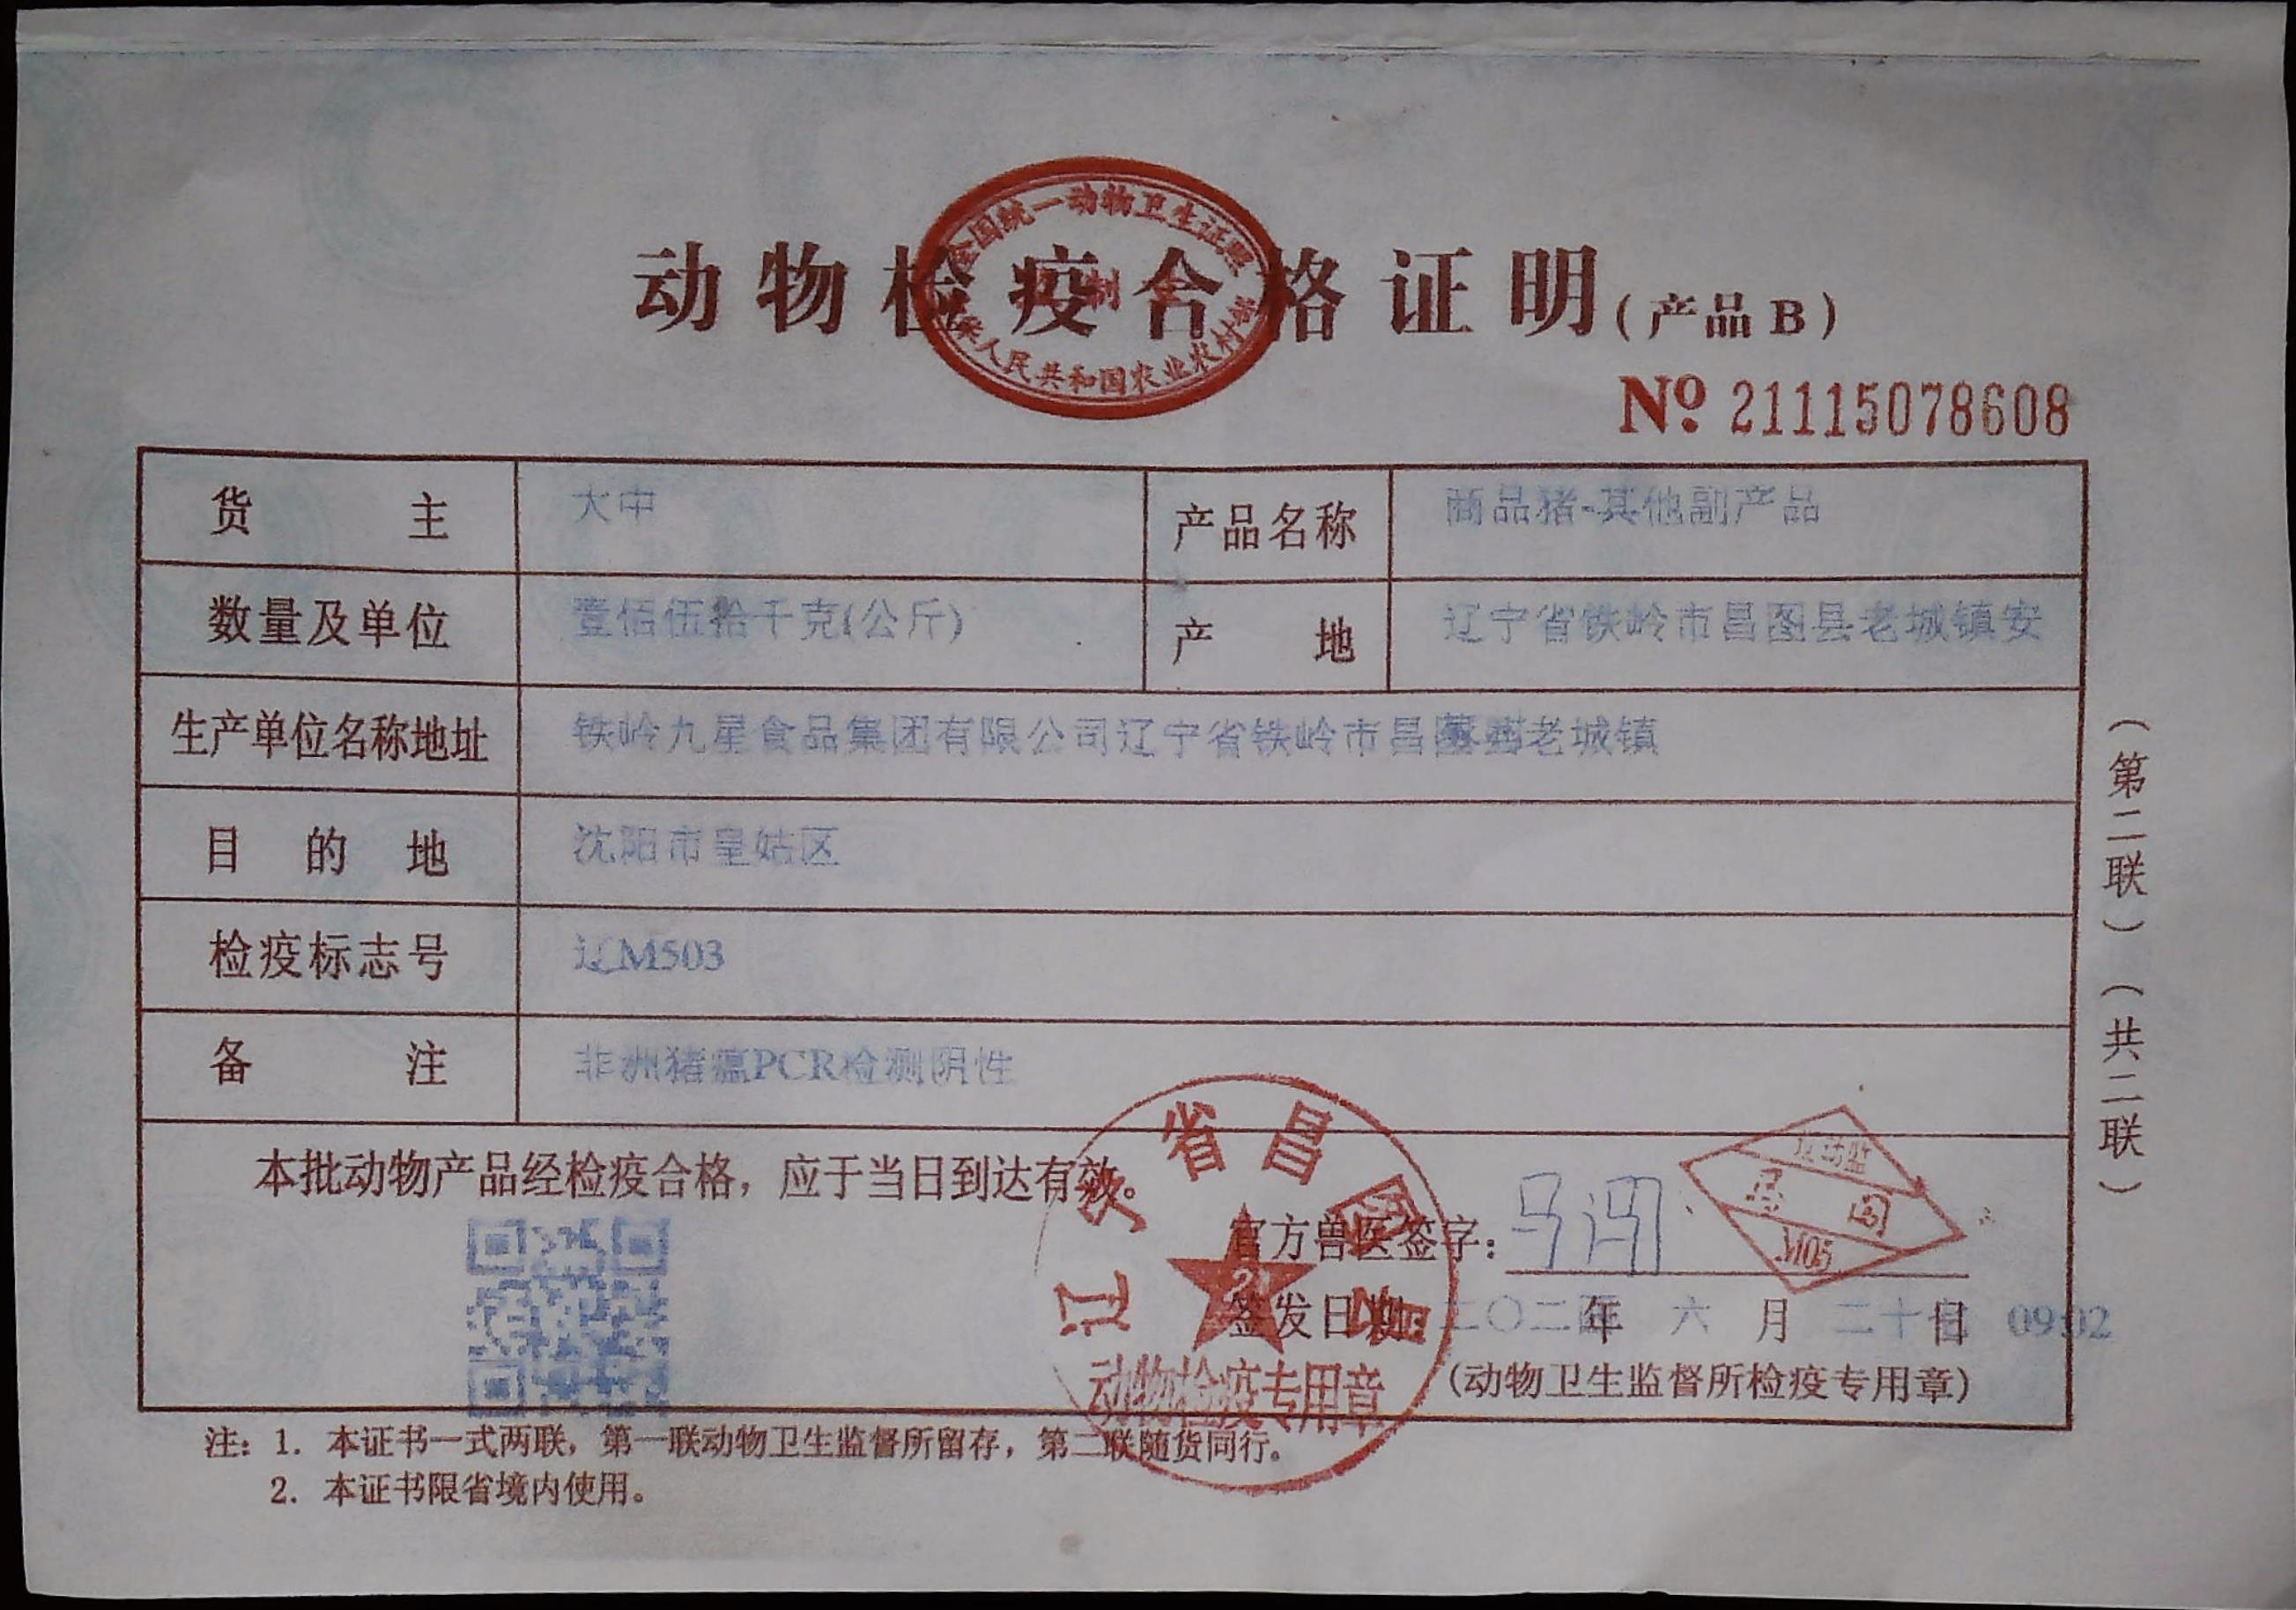 动物检疫合格证明(产品B)
全国统一动物卫生证章
人民共和国农业农村部
№ 21115078608
货主 大中 产品名称 商品猪-其他副产品
数量及单位 壹佰伍拾千克(公斤) 产地 辽宁省铁岭市昌图县老城镇安
生产单位名称地址 铁岭九星食品集团有限公司辽宁省铁岭市昌图老城镇
目的地 沈阳市皇姑区
检疫标志号 辽M503
备注 非洲猪瘟PCR检测阴性
本批动物产品经检疫合格,应于当日到达有效。
官方兽医签字:
辽动监
昌图
M05
签发日期: 二〇二 年 六月 二十 日 09:02
(动物卫生监督所检疫专用章)
辽宁省昌图县
动物检疫专用章
注: 1. 本证书一式两联,第一联动物卫生监督所留存,第二联随货同行。
2. 本证书限省境内使用。
(第二联)(共二联)